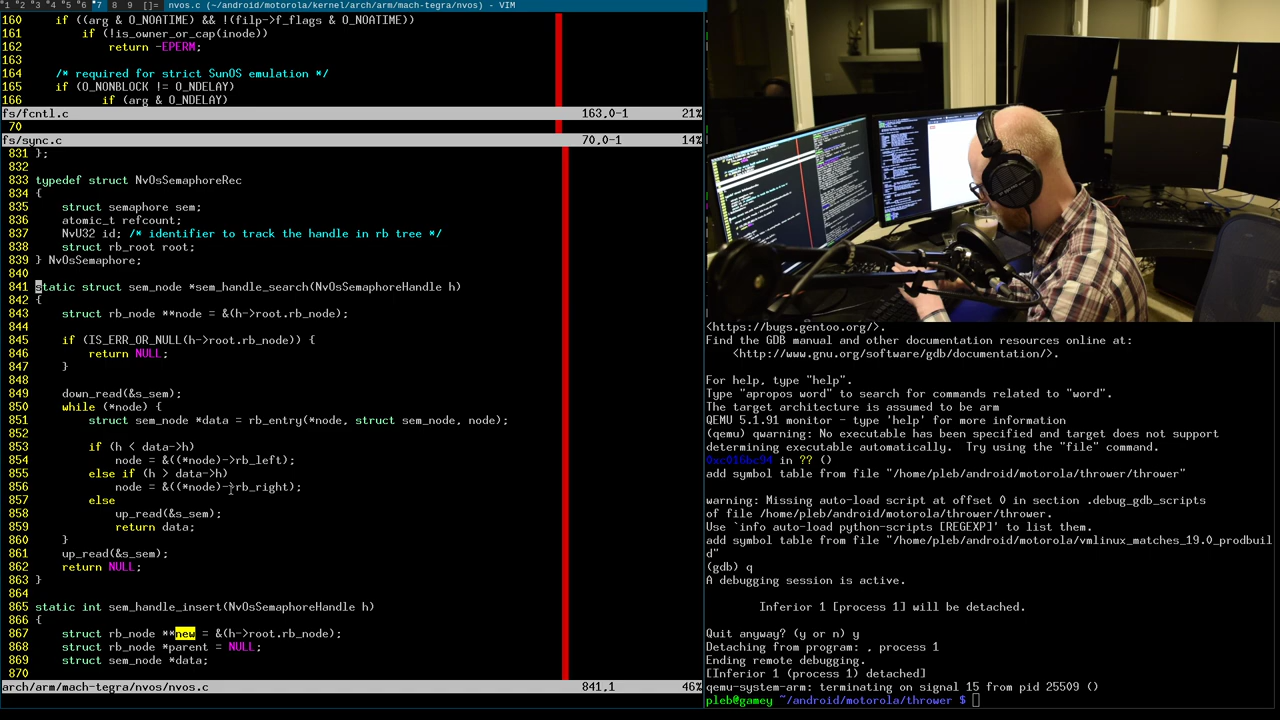 1 2 3 4 5 6 7 8 9 []= nvos.c (~/android/motorola/kernel/arch/arm/mach-tegra/nvos) - VIM
160 if ((arg & O_NOATIME) && !(filp->f_flags & O_NOATIME))
161 if (!is_owner_or_cap(inode))
162 return -EPERM;
163
164 /* required for strict SunOS emulation */
165 if (O_NONBLOCK != O_NDELAY)
166 if (arg & O_NDELAY)
fs/fcntl.c 163,0-1 21%
70
fs/sync.c 70,0-1 14%
831 };
832
833 typedef struct NvOsSemaphoreRec
834 {
835 struct semaphore sem;
836 atomic_t refcount;
837 NvU32 id; /* identifier to track the handle in rb tree */
838 struct rb_root root;
839 } NvOsSemaphore;
840
841 static struct sem_node *sem_handle_search(NvOsSemaphoreHandle h)
842 {
843 struct rb_node **node = &(h->root.rb_node);
844
845 if (IS_ERR_OR_NULL(h->root.rb_node)) {
846 return NULL;
847 }
848
849 down_read(&s_sem);
850 while (*node) {
851 struct sem_node *data = rb_entry(*node, struct sem_node, node);
852
853 if (h < data->h)
854 node = &((*node)->rb_left);
855 else if (h > data->h)
856 node = &((*node)->rb_right);
857 else
858 up_read(&s_sem);
859 return data;
860 }
861 up_read(&s_sem);
862 return NULL;
863 }
864
865 static int sem_handle_insert(NvOsSemaphoreHandle h)
866 {
867 struct rb_node **new = &(h->root.rb_node);
868 struct rb_node *parent = NULL;
869 struct sem_node *data;
870
arch/arm/mach-tegra/nvos/nvos.c 841,1 46%
<https://bugs.gentoo.org/>.
Find the GDB manual and other documentation resources online at:
<http://www.gnu.org/software/gdb/documentation/>.
For help, type "help".
Type "apropos word" to search for commands related to "word".
The target architecture is assumed to be arm
QEMU 5.1.91 monitor - type 'help' for more information
(qemu) qwarning: No executable has been specified and target does not support
determining executable automatically.  Try using the "file" command.
0xc016bc94 in ?? ()
add symbol table from file "/home/pleb/android/motorola/thrower/thrower"
warning: Missing auto-load script at offset 0 in section .debug_gdb_scripts
of file /home/pleb/android/motorola/thrower/thrower.
Use `info auto-load python-scripts [REGEXP]' to list them.
add symbol table from file "/home/pleb/android/motorola/vmlinux_matches_19.0_prodbuil
d"
(gdb) q
A debugging session is active.
Inferior 1 [process 1] will be detached.
Quit anyway? (y or n) y
Detaching from program: , process 1
Ending remote debugging.
[Inferior 1 (process 1) detached]
qemu-system-arm: terminating on signal 15 from pid 25509 ()
pleb@gamey ~/android/motorola/thrower $